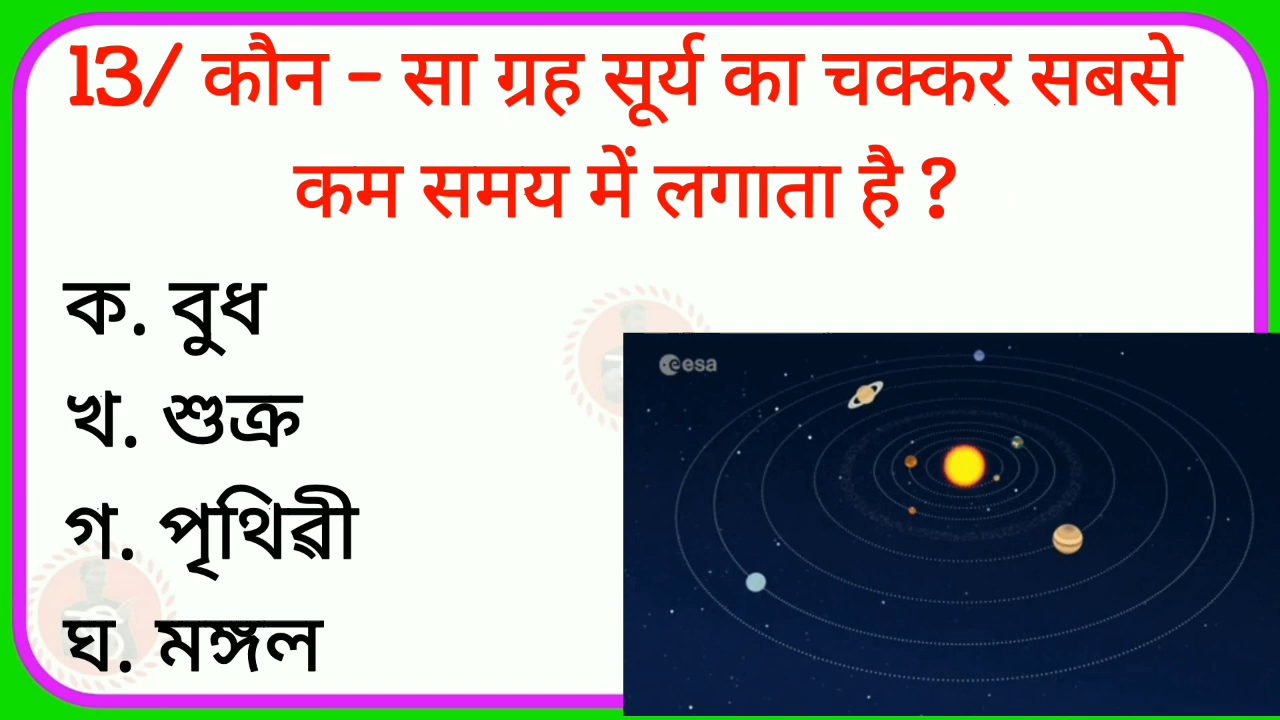 13/ कौन - सा ग्रह सूर्य का चक्कर सबसे
कम समय में लगाता है ?
ক. বুধ
খ. শুক্ৰ
গ. পৃথিৱী
ঘ. মঙ্গল
esa